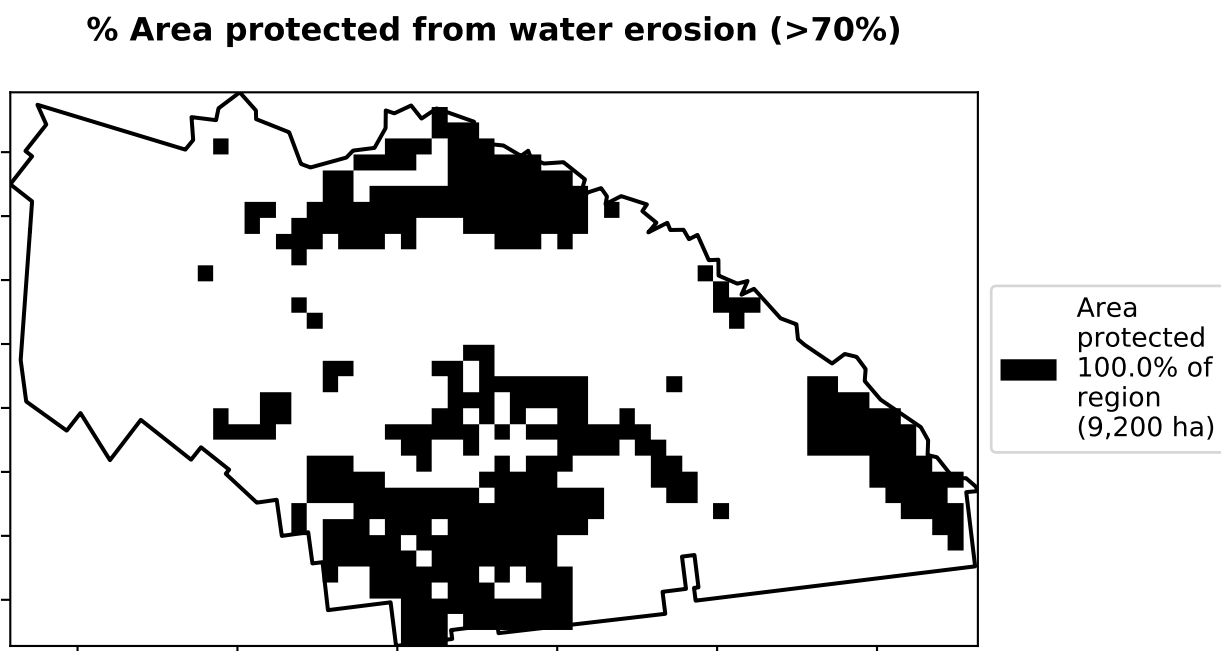 % Area protected from water erosion (>70%)
Area
protected
100.0% of
region
(9,200 ha)